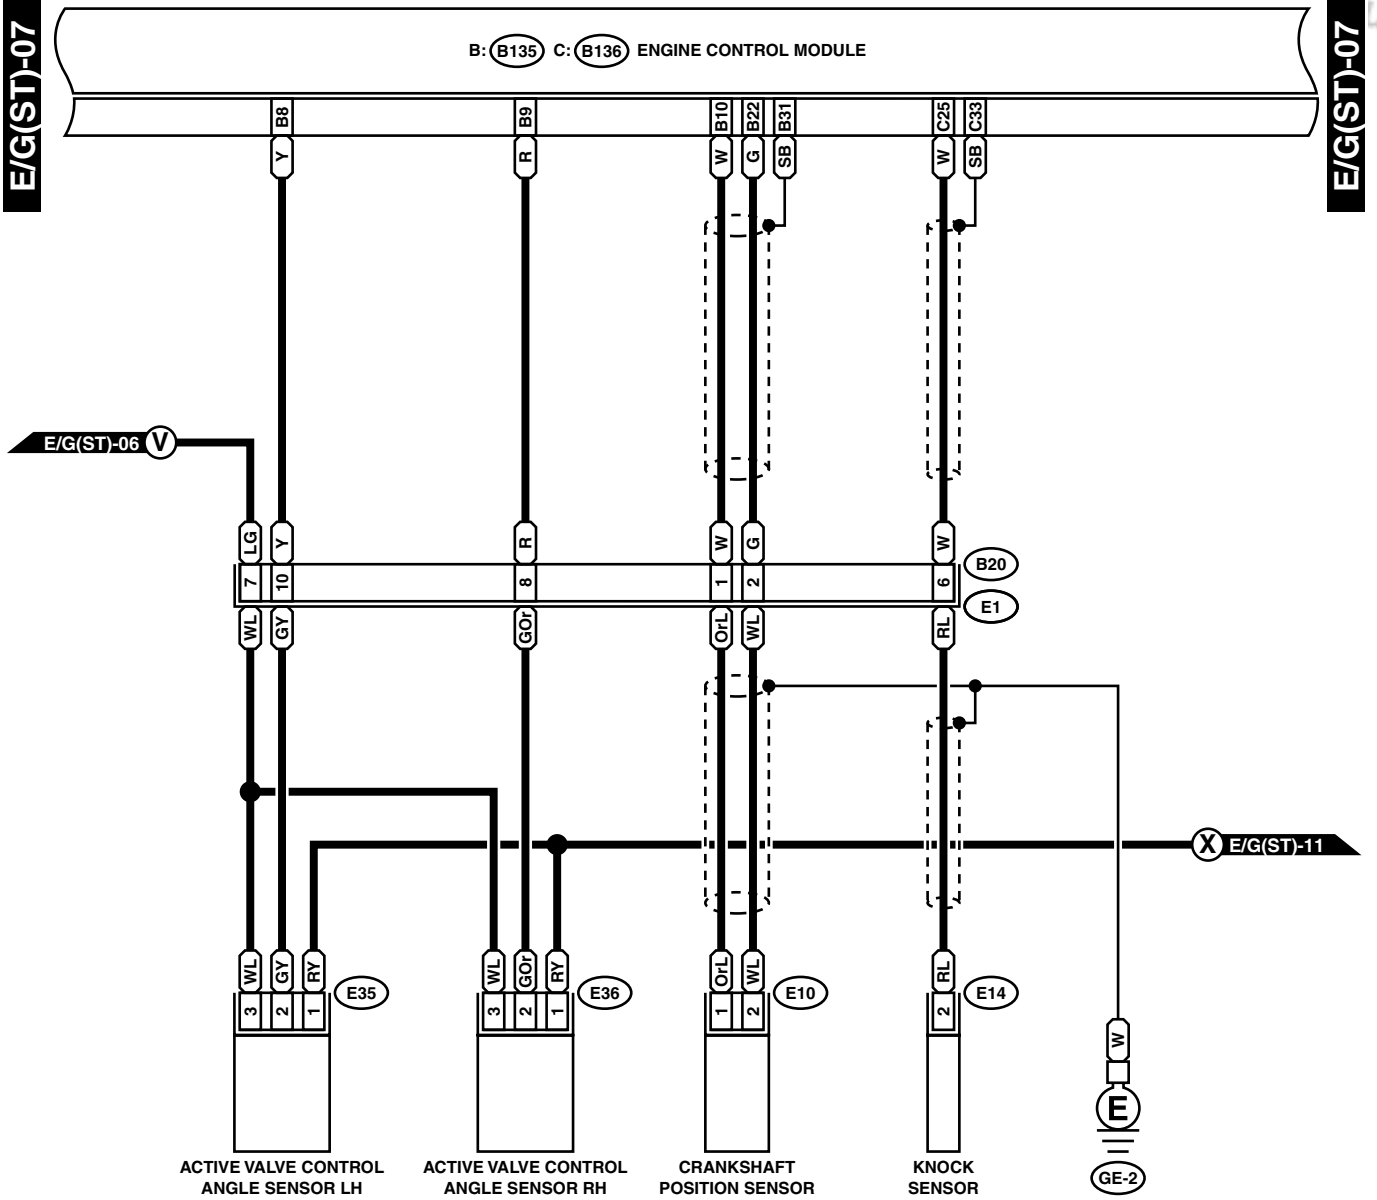 E/G(ST)-07
B: B135 C: B136 ENGINE CONTROL MODULE
E/G(ST)-07
B8 B9 B10 B22 B31 C25 C33
Y R W G SB W SB
E/G(ST)-06 V
LG Y R W G W
B20
7 10 8 1 2 6
E1
WL GY GOr OrL WL RL
X E/G(ST)-11
WL GY RY WL GOr RY OrL WL RL
E35 E36 E10 E14
3 2 1 3 2 1 1 2 2
W
E
GE-2
ACTIVE VALVE CONTROL
ANGLE SENSOR LH
ACTIVE VALVE CONTROL
ANGLE SENSOR RH
CRANKSHAFT
POSITION SENSOR
KNOCK
SENSOR